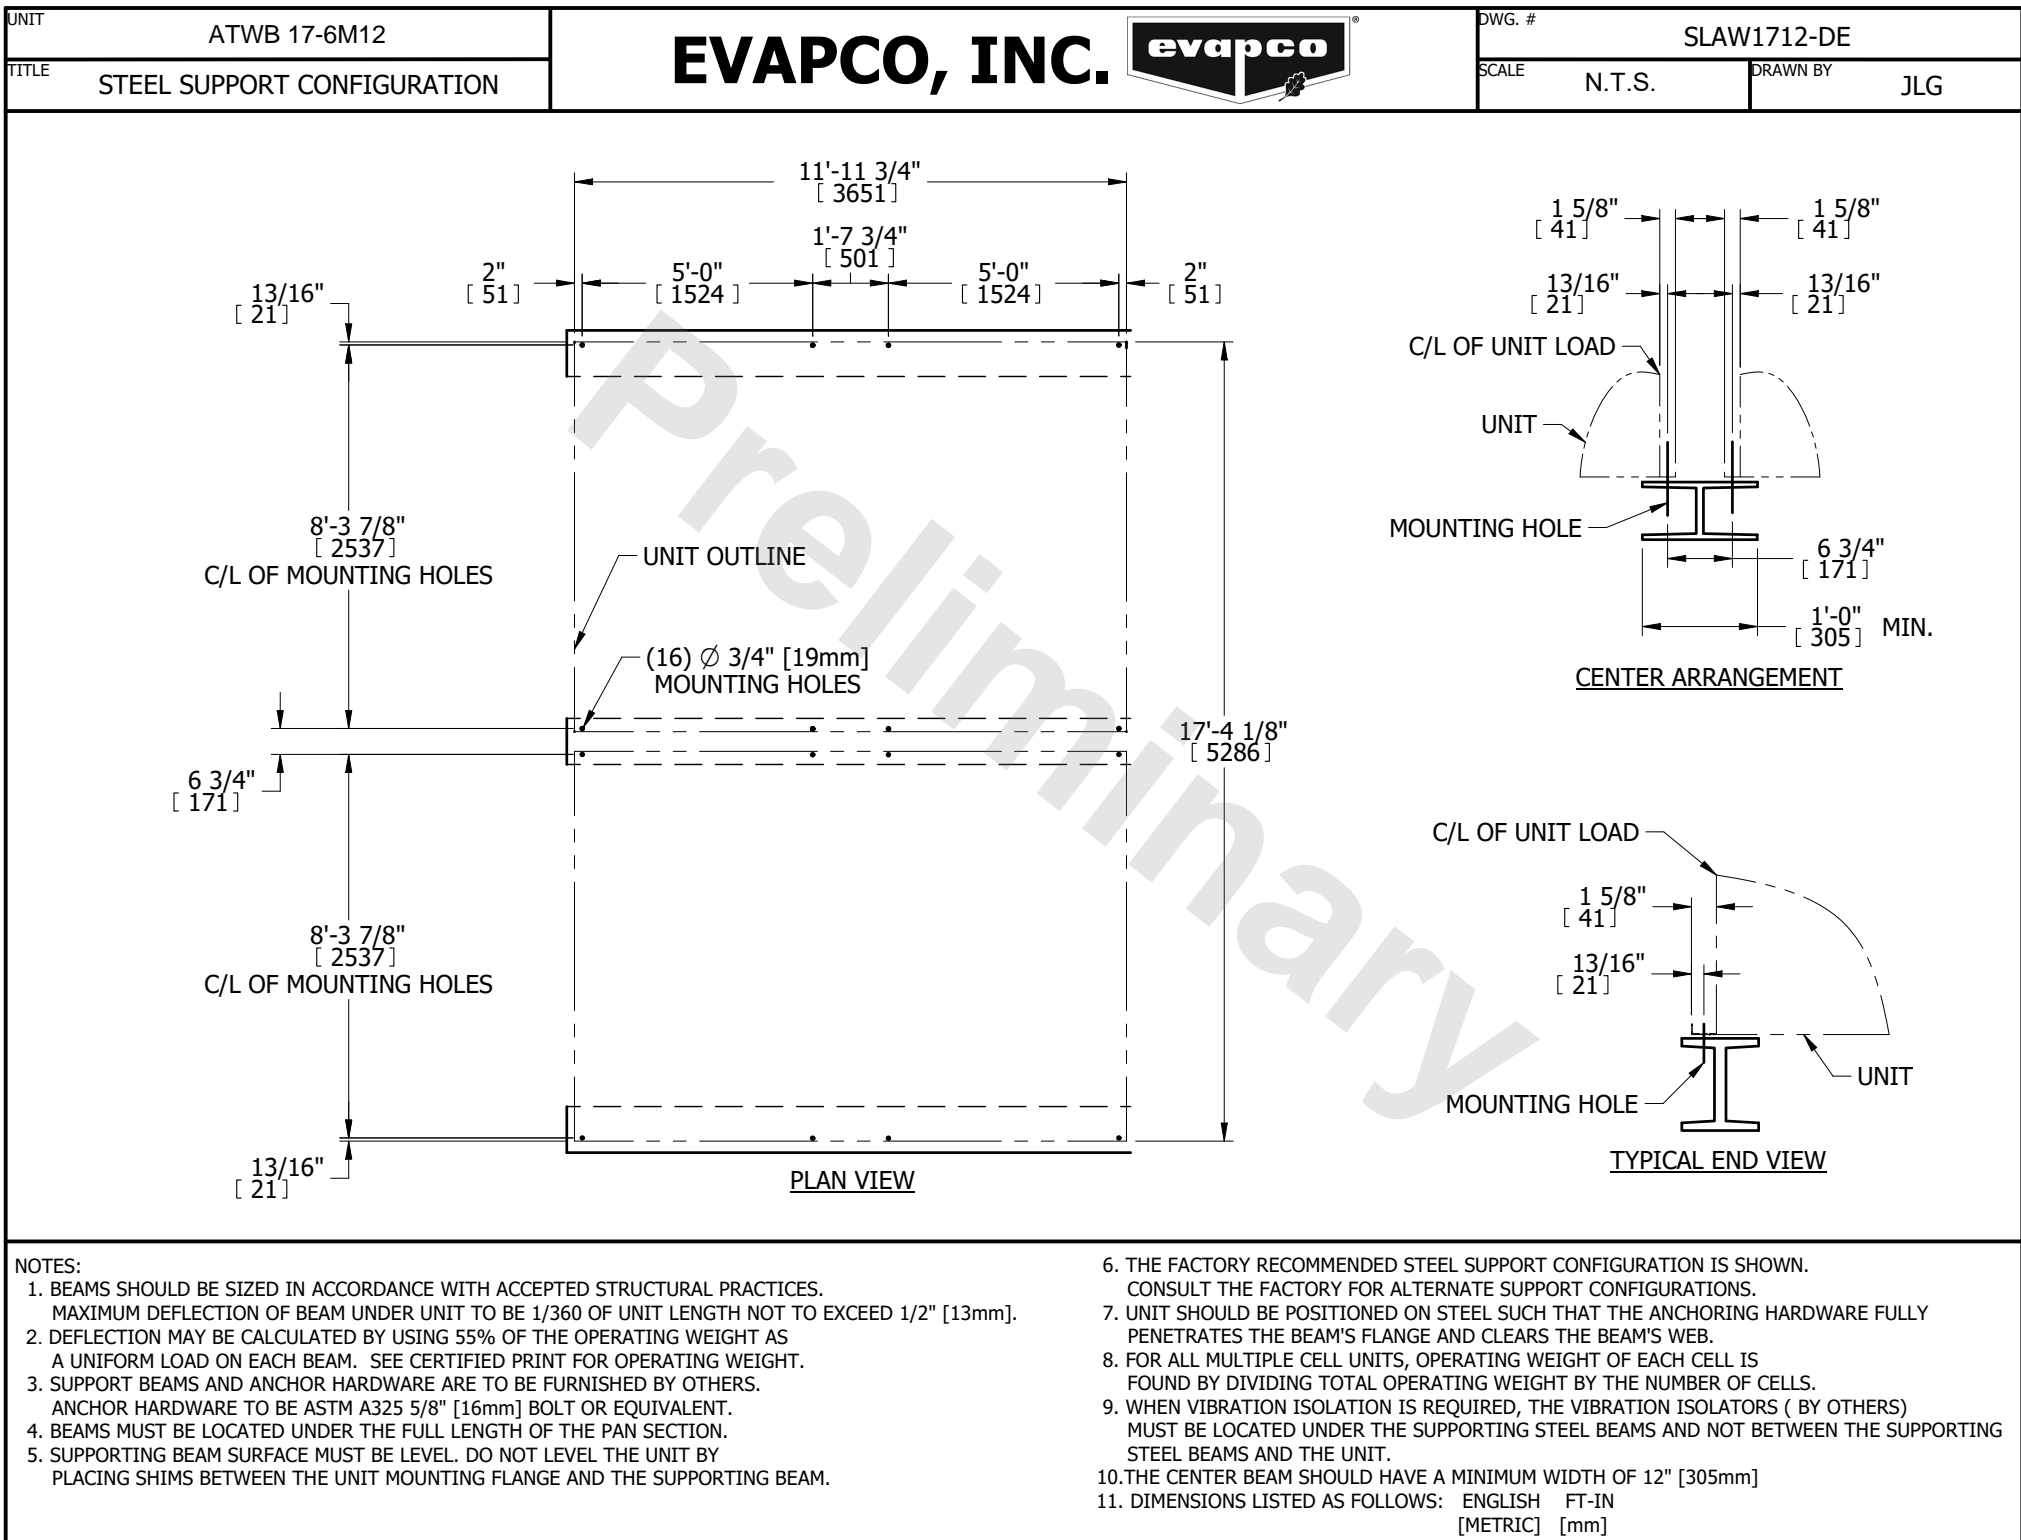 UNIT
ATWB 17-6M12
TITLE
STEEL SUPPORT CONFIGURATION
EVAPCO, INC.
evapco
®
DWG. #
SLAW1712-DE
SCALE
N.T.S.
DRAWN BY
JLG
11'-11 3/4"
[ 3651]
1'-7 3/4"
[ 501 ]
2"
[ 51]
5'-0"
[ 1524 ]
5'-0"
[ 1524]
2"
[ 51]
13/16"
[ 21]
8'-3 7/8"
[ 2537]
C/L OF MOUNTING HOLES
UNIT OUTLINE
(16) Ø 3/4" [19mm]
MOUNTING HOLES
6 3/4"
[ 171]
17'-4 1/8"
[ 5286]
8'-3 7/8"
[ 2537]
C/L OF MOUNTING HOLES
13/16"
[ 21]
PLAN VIEW
Preliminary
1 5/8"
[ 41]
1 5/8"
[ 41]
13/16"
[ 21]
13/16"
[ 21]
C/L OF UNIT LOAD
UNIT
MOUNTING HOLE
6 3/4"
[ 171]
1'-0"
[ 305]
MIN.
CENTER ARRANGEMENT
C/L OF UNIT LOAD
1 5/8"
[ 41]
13/16"
[ 21]
UNIT
MOUNTING HOLE
TYPICAL END VIEW
NOTES:
1. BEAMS SHOULD BE SIZED IN ACCORDANCE WITH ACCEPTED STRUCTURAL PRACTICES.
MAXIMUM DEFLECTION OF BEAM UNDER UNIT TO BE 1/360 OF UNIT LENGTH NOT TO EXCEED 1/2" [13mm].
2. DEFLECTION MAY BE CALCULATED BY USING 55% OF THE OPERATING WEIGHT AS
A UNIFORM LOAD ON EACH BEAM. SEE CERTIFIED PRINT FOR OPERATING WEIGHT.
3. SUPPORT BEAMS AND ANCHOR HARDWARE ARE TO BE FURNISHED BY OTHERS.
ANCHOR HARDWARE TO BE ASTM A325 5/8" [16mm] BOLT OR EQUIVALENT.
4. BEAMS MUST BE LOCATED UNDER THE FULL LENGTH OF THE PAN SECTION.
5. SUPPORTING BEAM SURFACE MUST BE LEVEL. DO NOT LEVEL THE UNIT BY
PLACING SHIMS BETWEEN THE UNIT MOUNTING FLANGE AND THE SUPPORTING BEAM.
6. THE FACTORY RECOMMENDED STEEL SUPPORT CONFIGURATION IS SHOWN.
CONSULT THE FACTORY FOR ALTERNATE SUPPORT CONFIGURATIONS.
7. UNIT SHOULD BE POSITIONED ON STEEL SUCH THAT THE ANCHORING HARDWARE FULLY
PENETRATES THE BEAM'S FLANGE AND CLEARS THE BEAM'S WEB.
8. FOR ALL MULTIPLE CELL UNITS, OPERATING WEIGHT OF EACH CELL IS
FOUND BY DIVIDING TOTAL OPERATING WEIGHT BY THE NUMBER OF CELLS.
9. WHEN VIBRATION ISOLATION IS REQUIRED, THE VIBRATION ISOLATORS ( BY OTHERS)
MUST BE LOCATED UNDER THE SUPPORTING STEEL BEAMS AND NOT BETWEEN THE SUPPORTING
STEEL BEAMS AND THE UNIT.
10.THE CENTER BEAM SHOULD HAVE A MINIMUM WIDTH OF 12" [305mm]
11. DIMENSIONS LISTED AS FOLLOWS: ENGLISH FT-IN
[METRIC] [mm]